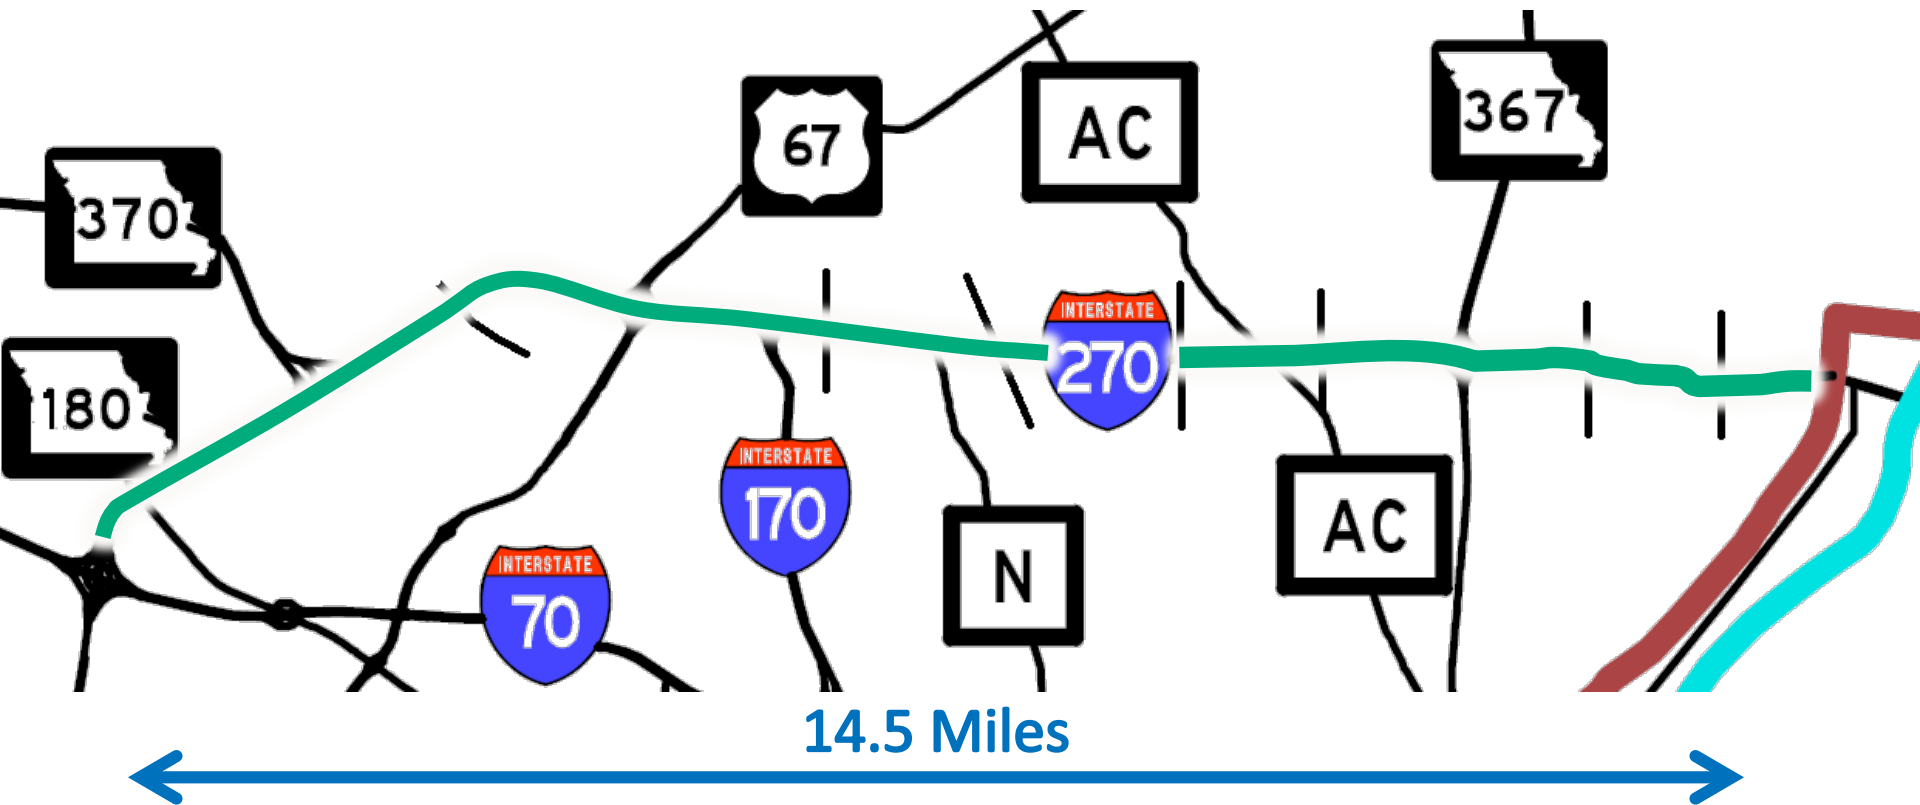 67
AC
367
370
INTERSTATE
270
180
INTERSTATE
170
AC
INTERSTATE
70
N
14.5 Miles